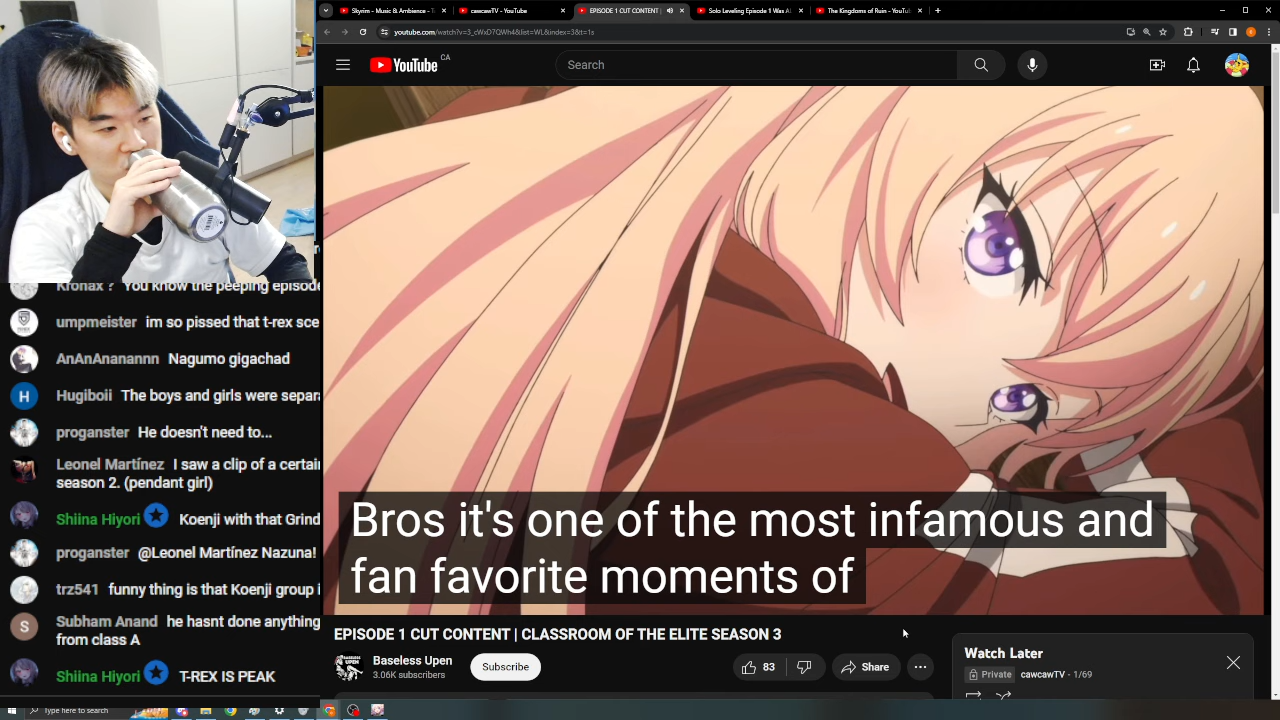 Skyrim - Music & Ambience - T
cawcawTV - YouTube
EPISODE 1 CUT CONTENT |
Solo Leveling Episode 1 Was A
The Kingdoms of Ruin - YouTub
youtube.com/watch?v=3_cWxD7QWh4&list=WL&index=3&t=1s
YouTube CA
Search
Kronax ? You know the peeping episode
umpmeister im so pissed that t-rex sce
AnAnAnanannn Nagumo gigachad
H
Hugiboii The boys and girls were separa
proganster He doesn't need to...
Leonel Martínez I saw a clip of a certai
season 2. (pendant girl)
Shiina Hiyori Koenji with that Grind
proganster @Leonel Martínez Nazuna!
trz541 funny thing is that Koenji group i
S
Subham Anand he hasnt done anything
from class A
Shiina Hiyori T-REX IS PEAK
Bros it's one of the most infamous and
fan favorite moments of
EPISODE 1 CUT CONTENT | CLASSROOM OF THE ELITE SEASON 3
Baseless Upen
3.06K subscribers
Subscribe
83
Share
Watch Later
Private cawcawTV - 1/69
Type here to search